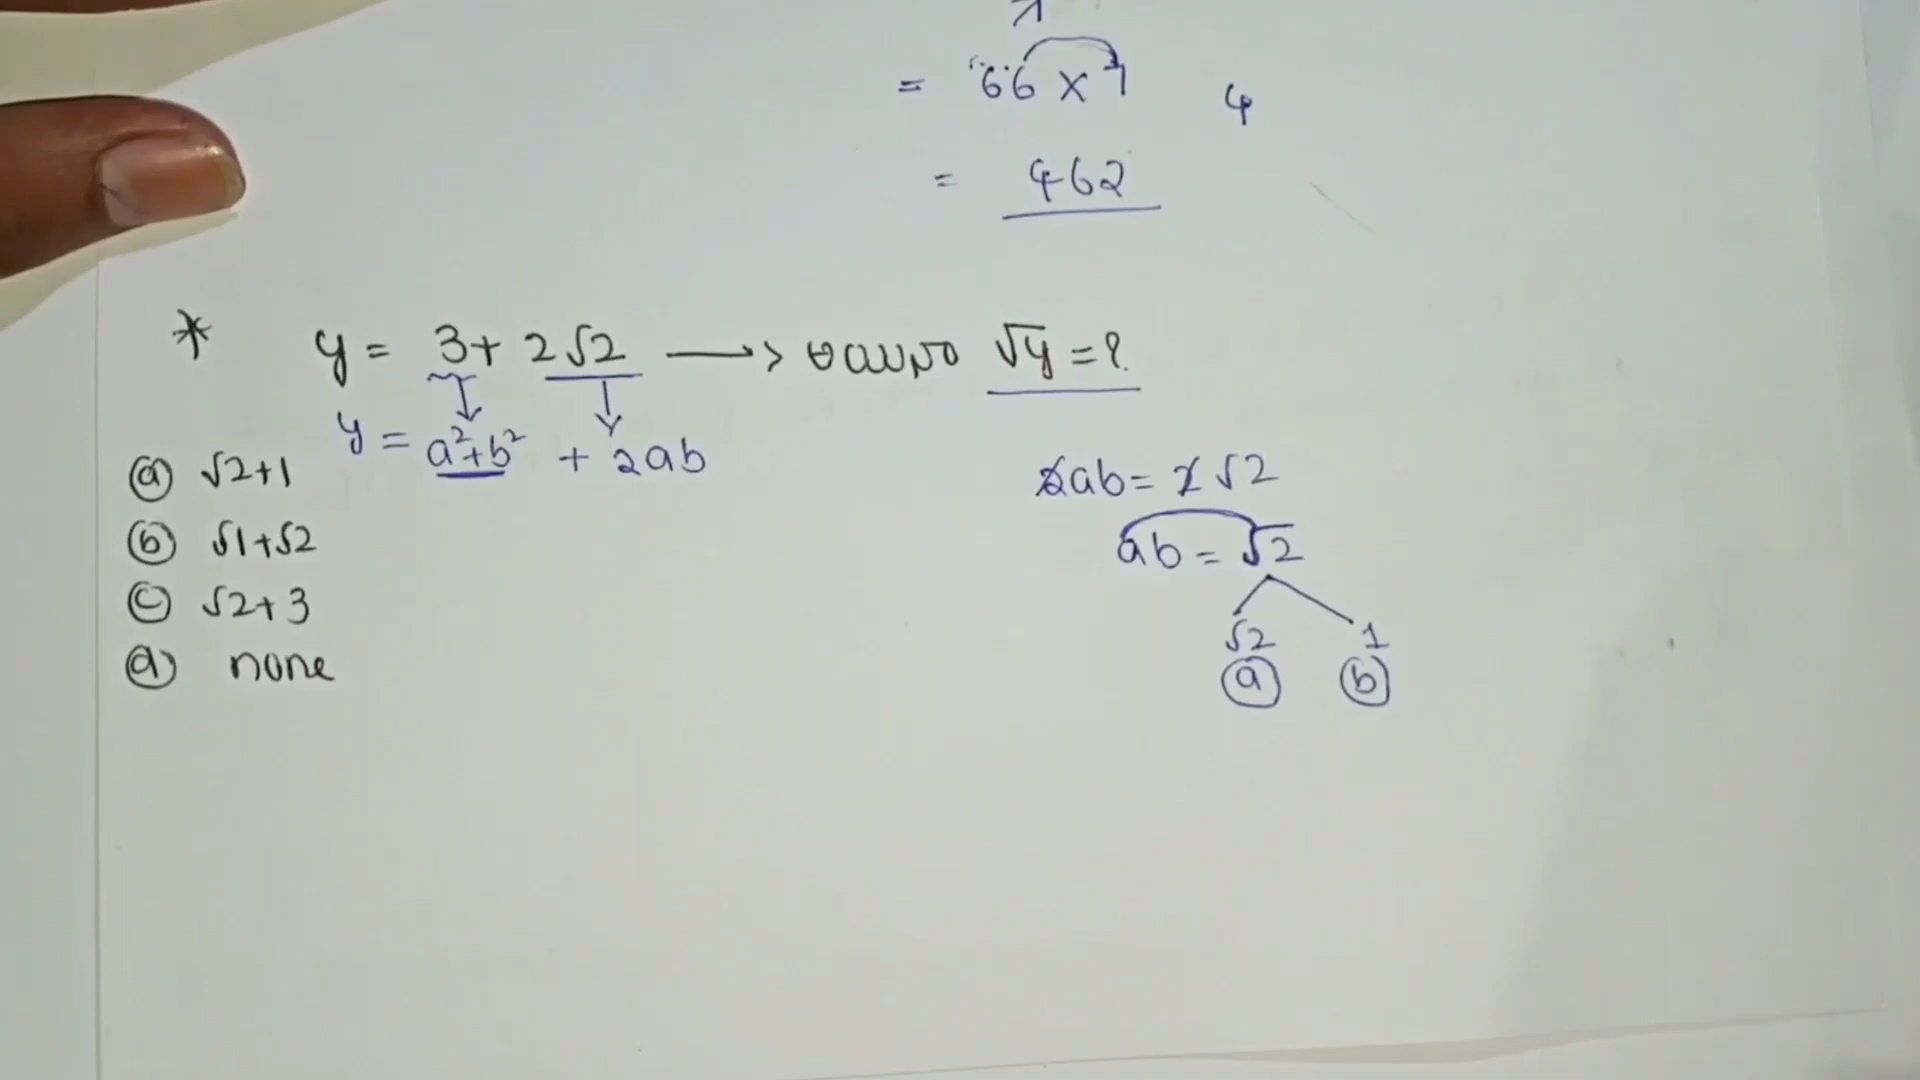 = 66 × 7 4
= 462
* y = 3 + 2√2 ⟶ √y = ?
y = a²+b² + 2ab
ⓐ √2+1
ⓑ √1+√2
ⓒ √2+3
ⓓ none
2ab = 2√2
ab = √2
√2 1
ⓐ ⓑ